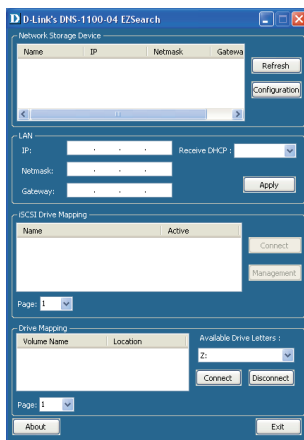 D-Link's DNS-1100-04 EZSearch
Network Storage Device
Name IP Netmask Gatewa
Refresh
Configuration
LAN
IP: Receive DHCP :
Netmask:
Gateway:
Apply
iSCSI Drive Mapping
Name Active
Connect
Management
Page: 1
Drive Mapping
Volume Name Location
Available Drive Letters :
Z:
Connect Disconnect
Page: 1
About Exit